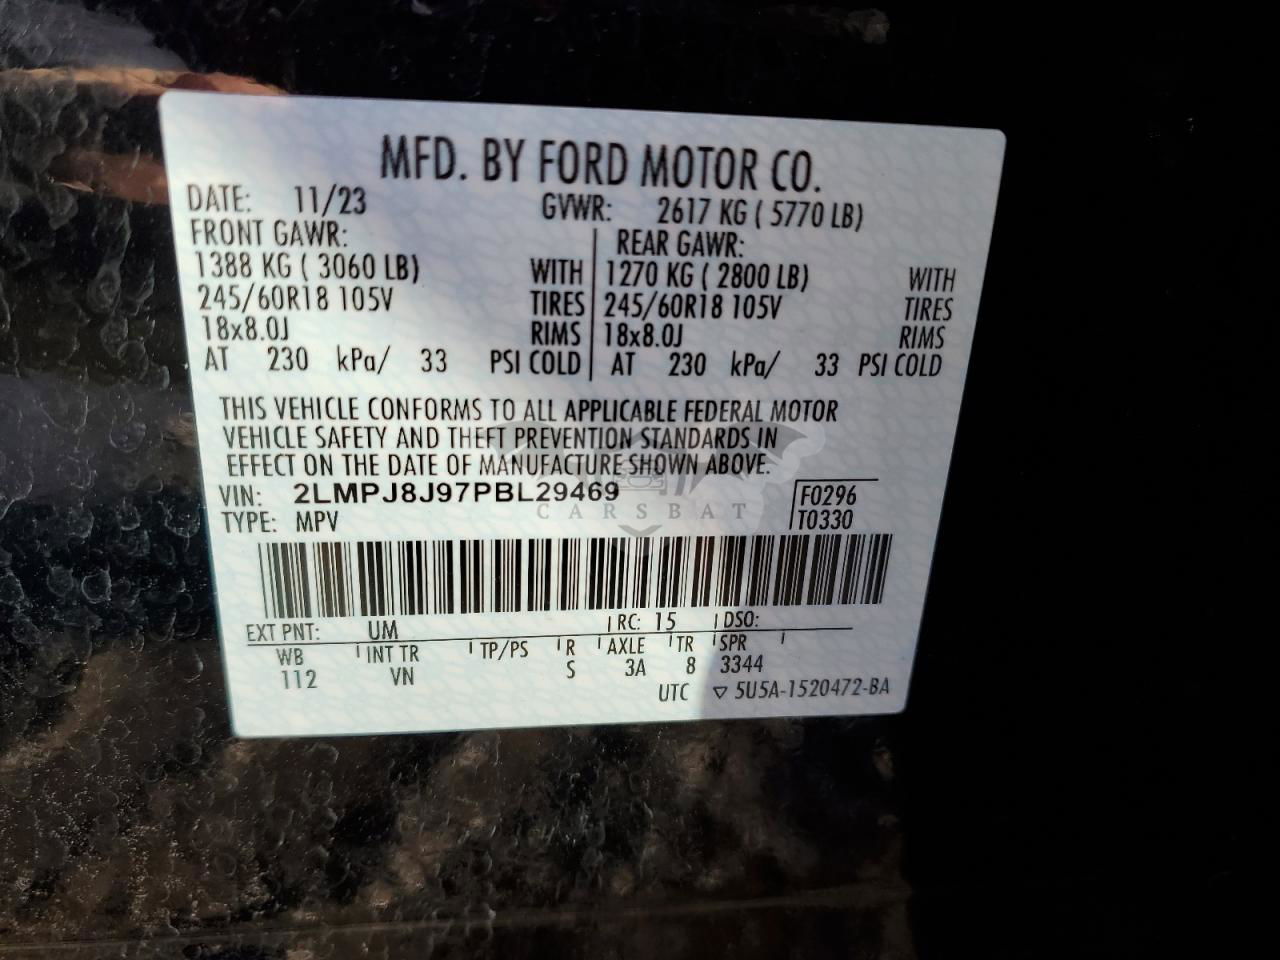 MFD. BY FORD MOTOR CO.
DATE: 11/23 GVWR: 2617 KG ( 5770 LB)
FRONT GAWR: REAR GAWR:
1388 KG ( 3060 LB) WITH 1270 KG ( 2800 LB) WITH
245/60R18 105V TIRES 245/60R18 105V TIRES
18x8.0J RIMS 18x8.0J RIMS
AT 230 kPa/ 33 PSI COLD AT 230 kPa/ 33 PSI COLD
THIS VEHICLE CONFORMS TO ALL APPLICABLE FEDERAL MOTOR
VEHICLE SAFETY AND THEFT PREVENTION STANDARDS IN
EFFECT ON THE DATE OF MANUFACTURE SHOWN ABOVE.
VIN: 2LMPJ8J97PBL29469 F0296
CARSBAT
TYPE: MPV T0330
EXT PNT: UM RC: 15 DSO:
WB INT TR TP/PS R AXLE TR SPR
112 VN S 3A 8 3344
UTC ▽ 5U5A-1520472-BA